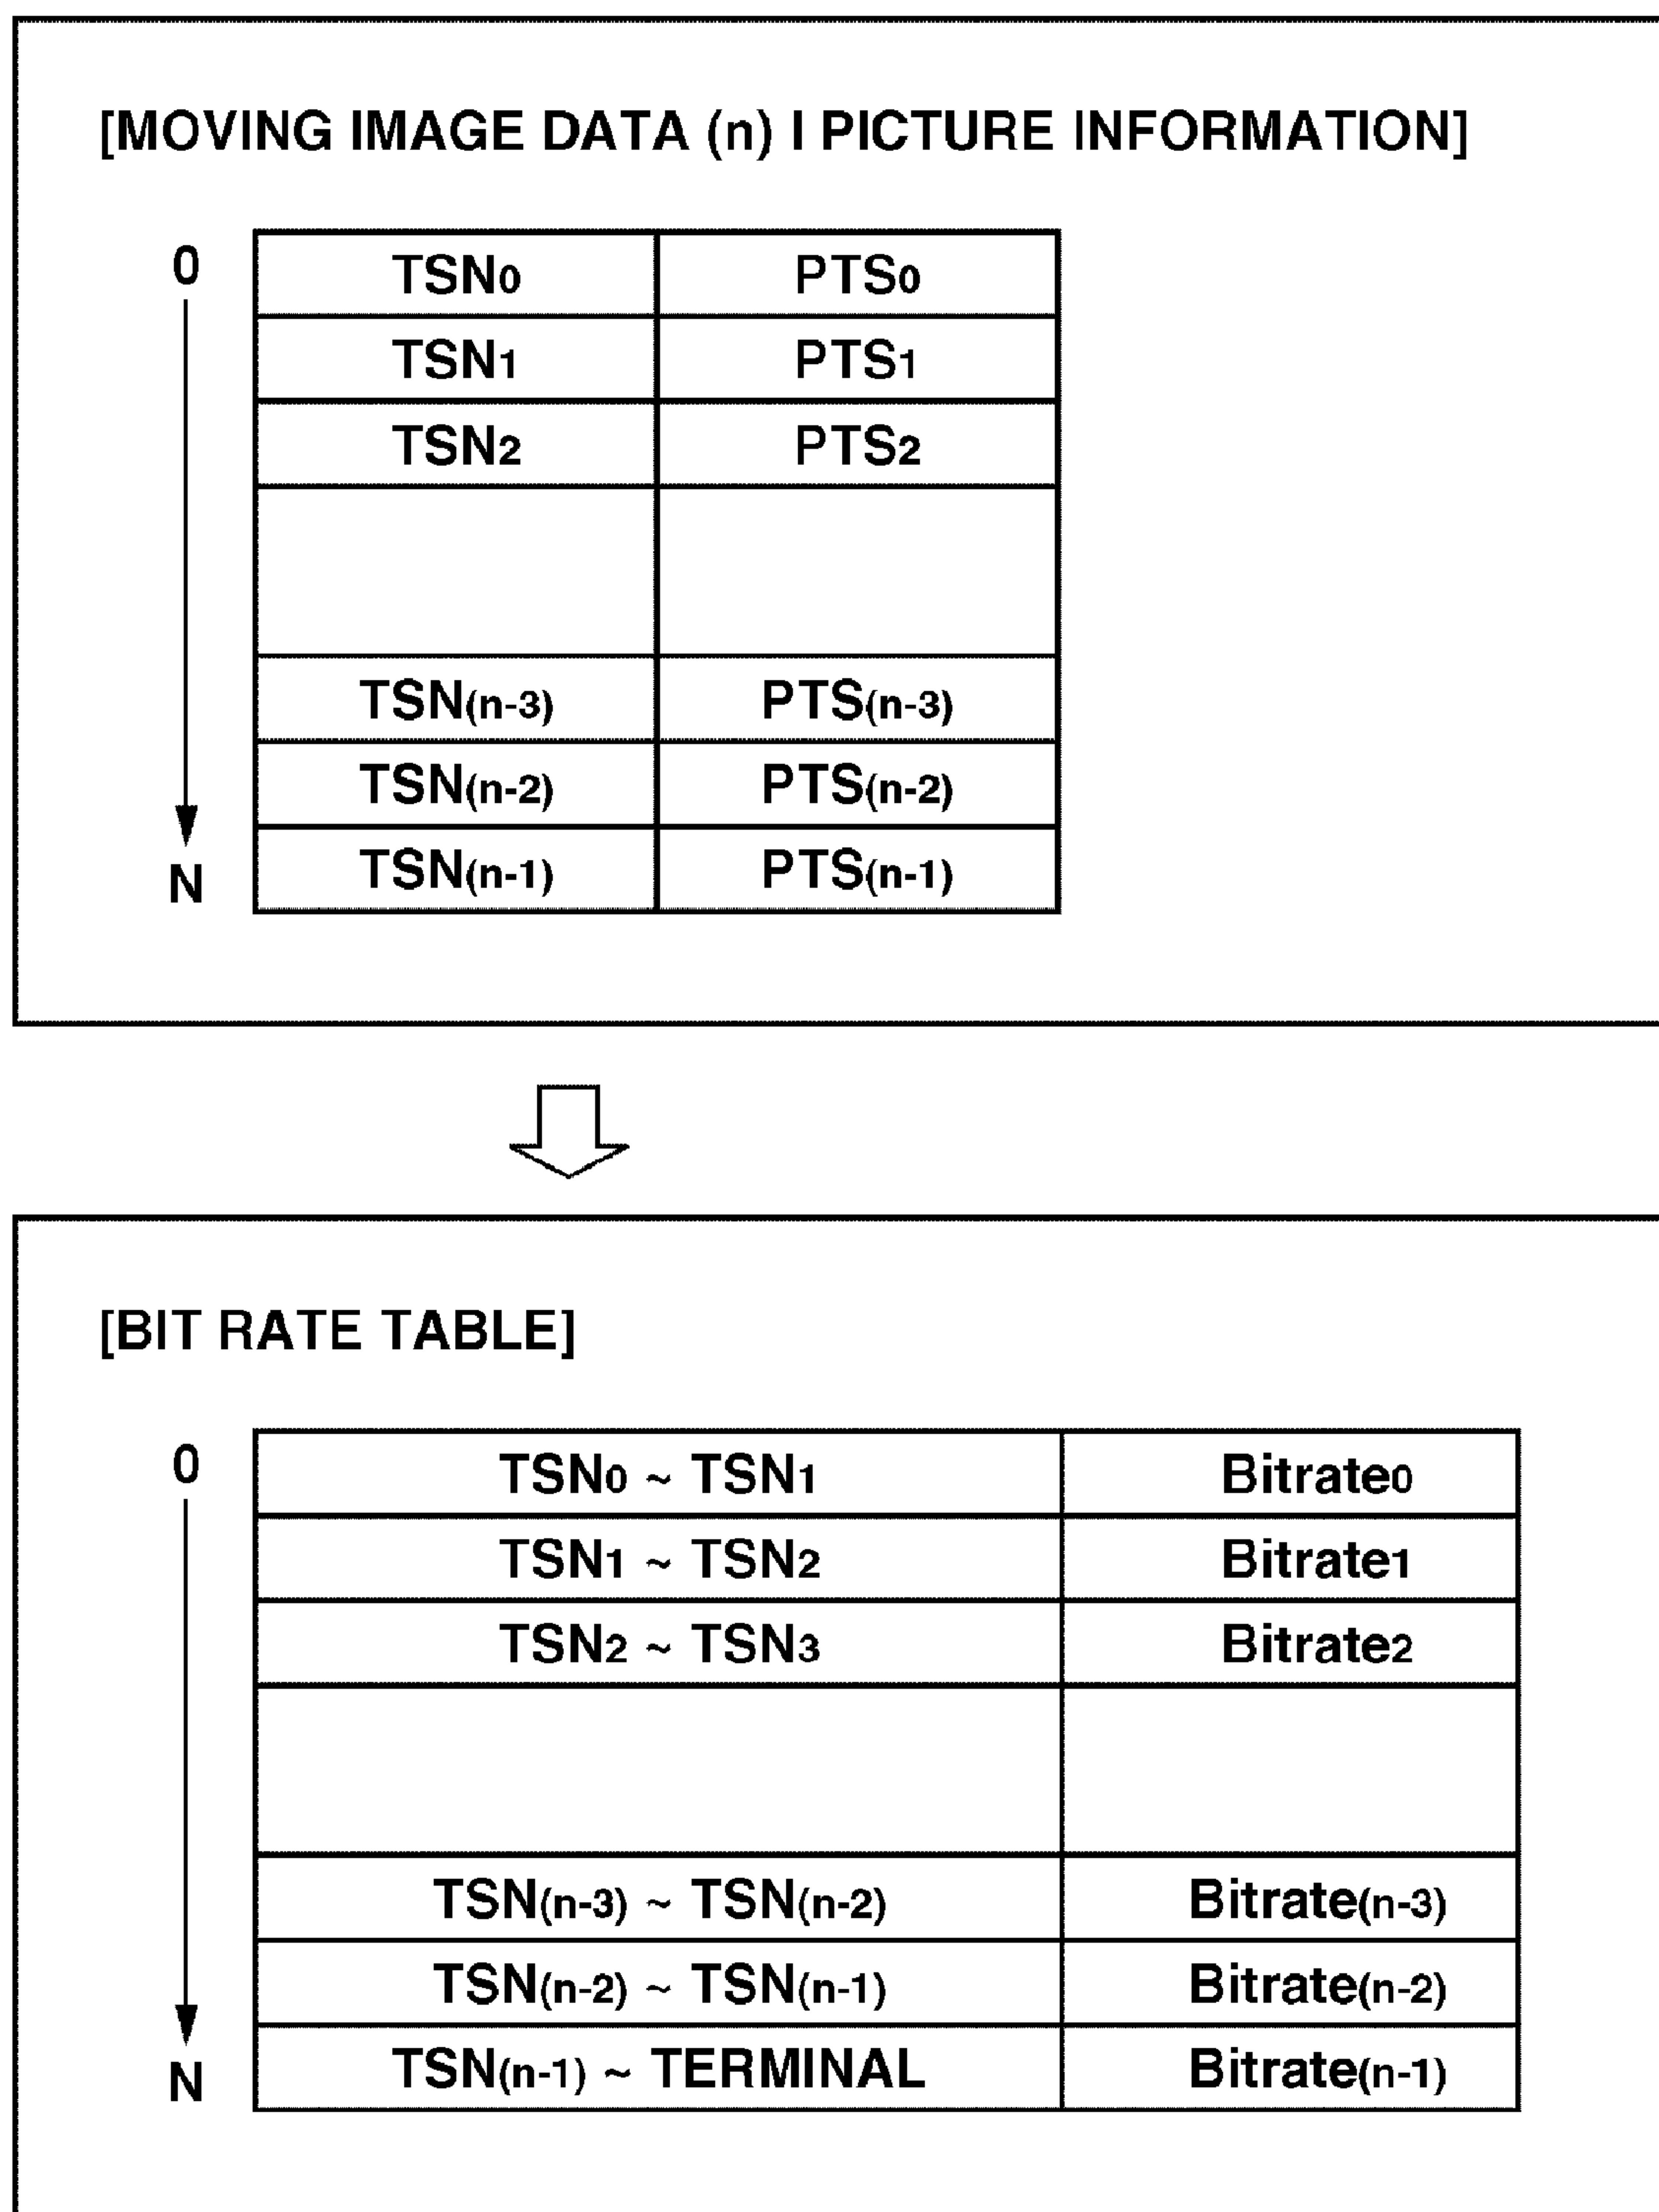 [MOVING IMAGE DATA (n) I PICTURE INFORMATION]
0
TSN0 PTS0
TSN1 PTS1
TSN2 PTS2
TSN(n-3) PTS(n-3)
TSN(n-2) PTS(n-2)
N
TSN(n-1) PTS(n-1)
[BIT RATE TABLE]
0
TSN0 ~ TSN1 Bitrate0
TSN1 ~ TSN2 Bitrate1
TSN2 ~ TSN3 Bitrate2
TSN(n-3) ~ TSN(n-2) Bitrate(n-3)
TSN(n-2) ~ TSN(n-1) Bitrate(n-2)
N
TSN(n-1) ~ TERMINAL Bitrate(n-1)